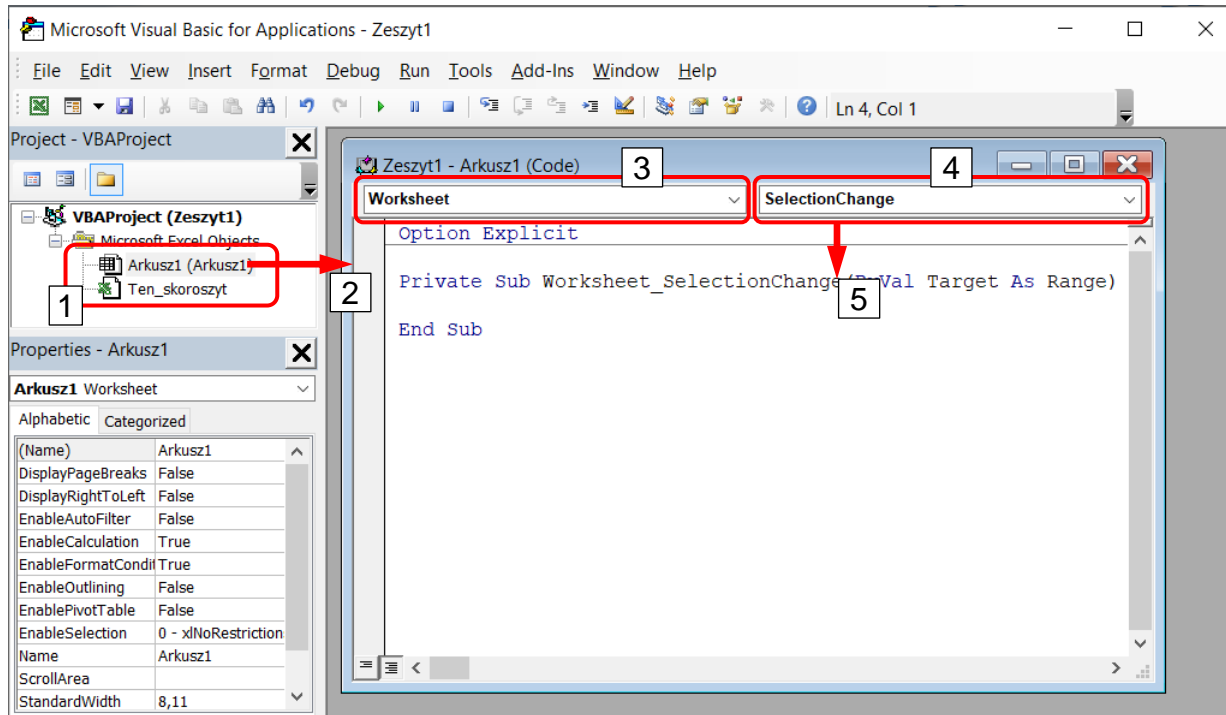 Microsoft Visual Basic for Applications - Zeszyt1
File Edit View Insert Format Debug Run Tools Add-Ins Window Help
Ln 4, Col 1
Project - VBAProject
VBAProject (Zeszyt1)
Microsoft Excel Objects
Arkusz1 (Arkusz1)
Ten_skoroszyt
1
2
Properties - Arkusz1
Arkusz1 Worksheet
Alphabetic Categorized
(Name) Arkusz1
DisplayPageBreaks False
DisplayRightToLeft False
EnableAutoFilter False
EnableCalculation True
EnableFormatCondit True
EnableOutlining False
EnablePivotTable False
EnableSelection 0 - xlNoRestriction
Name Arkusz1
ScrollArea
StandardWidth 8,11
Zeszyt1 - Arkusz1 (Code)
3
4
Worksheet SelectionChange
Option Explicit
Private Sub Worksheet_SelectionChange(ByVal Target As Range)
5
End Sub